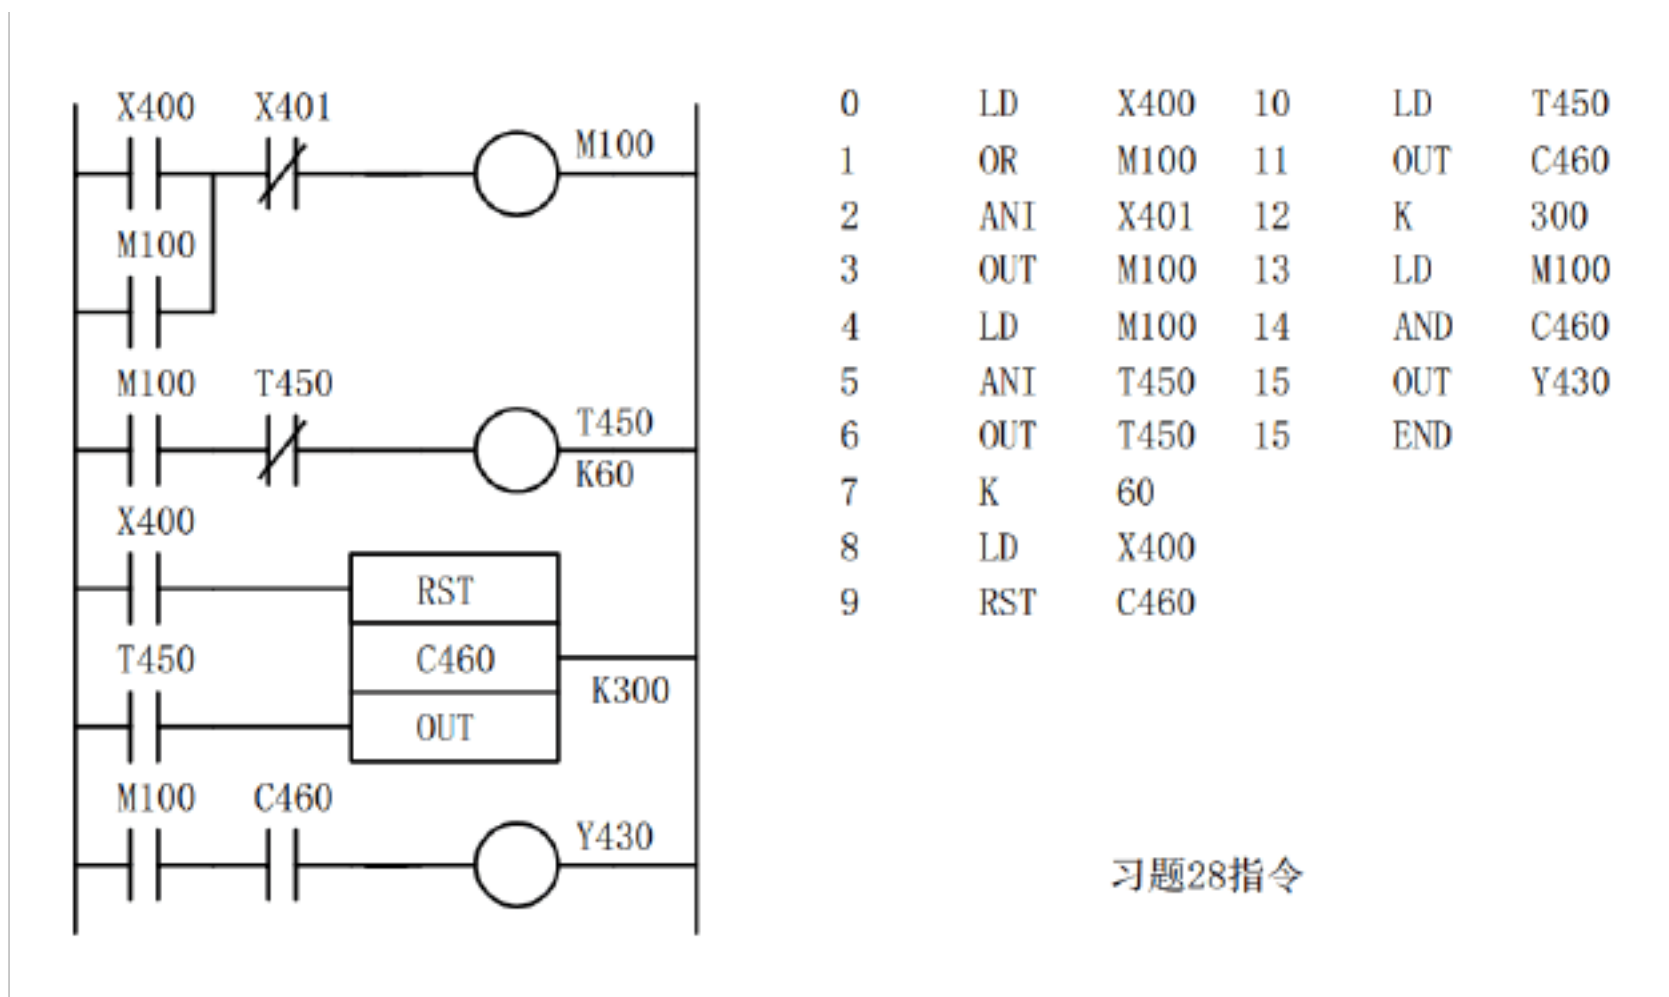 X400 X401
M100
M100
M100 T450
T450
K60
X400
RST
T450
C460
K300
OUT
M100 C460
Y430
0 LD X400 10 LD T450
1 OR M100 11 OUT C460
2 ANI X401 12 K 300
3 OUT M100 13 LD M100
4 LD M100 14 AND C460
5 ANI T450 15 OUT Y430
6 OUT T450 15 END
7 K 60
8 LD X400
9 RST C460
习题28指令